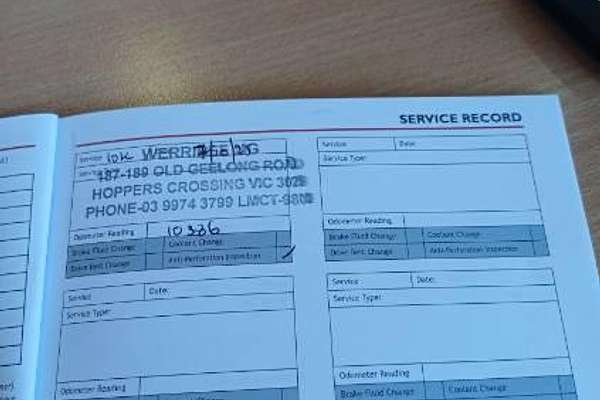 SERVICE RECORD
Service 10K WERRI
187-189 OLD GEELONG ROAD
HOPPERS CROSSING VIC 3029
PHONE-03 9974 3799 LMCT-
Odometer Reading 10386
Brake Fluid Change Coolant Change
Drive Belt Change Anti-Perforation Inspection
Service Date:
Service Type:
Odometer Reading
Brake Fluid Change Coolant Change
Drive Belt Change Anti-Perforation Inspection
Service Date:
Service Type:
Odometer Reading
Service Date:
Service Type:
Odometer Reading
Brake Fluid Change Coolant Change